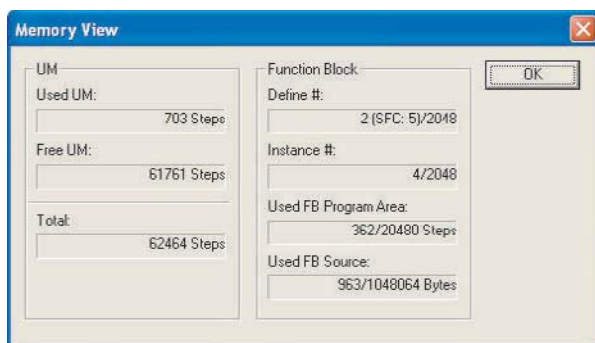 Memory View
UM
Used UM:
703 Steps
Free UM:
61761 Steps
Total:
62464 Steps
Function Block
Define #:
2 (SFC: 5)/2048
Instance #:
4/2048
Used FB Program Area:
362/20480 Steps
Used FB Source:
963/1048064 Bytes
OK